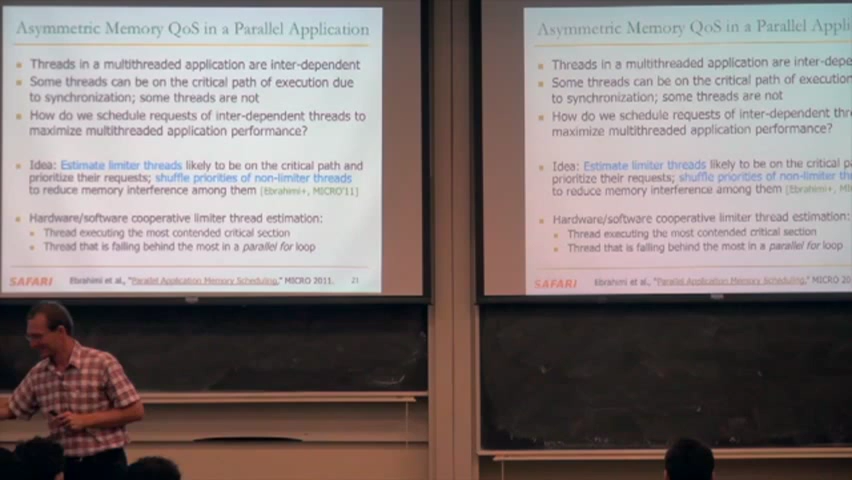 Asymmetric Memory QoS in a Parallel Application
Threads in a multithreaded application are inter-dependent
Some threads can be on the critical path of execution due
to synchronization; some threads are not
How do we schedule requests of inter-dependent threads to
maximize multithreaded application performance?
Idea: Estimate limiter threads likely to be on the critical path and
prioritize their requests; shuffle priorities of non-limiter threads
to reduce memory interference among them [Ebrahimi+, MICRO'11]
Hardware/software cooperative limiter thread estimation:
Thread executing the most contended critical section
Thread that is falling behind the most in a parallel for loop
SAFARI Ebrahimi et al., "Parallel Application Memory Scheduling," MICRO 2011. 21
Asymmetric Memory QoS in a Parallel Appli
Threads in a multithreaded application are inter-depe
Some threads can be on the critical path of execution
to synchronization; some threads are not
How do we schedule requests of inter-dependent thr
maximize multithreaded application performance?
Idea: Estimate limiter threads likely to be on the critical pa
prioritize their requests; shuffle priorities of non-limiter th
to reduce memory interference among them [Ebrahimi+, M
Hardware/software cooperative limiter thread estimation:
Thread executing the most contended critical section
Thread that is falling behind the most in a parallel for loop
SAFARI Ebrahimi et al., "Parallel Application Memory Scheduling," MICRO 20